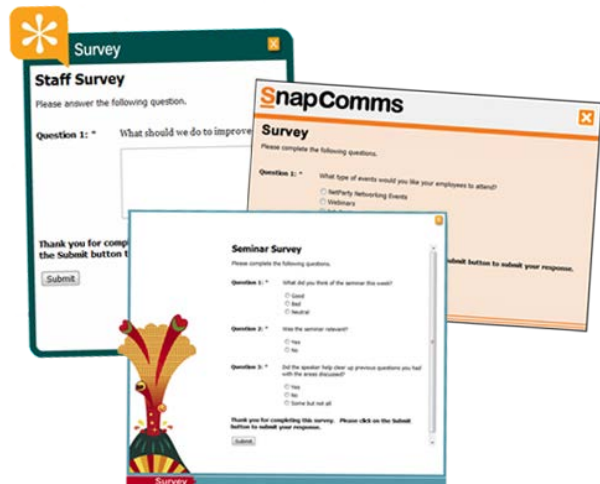 Survey
Staff Survey
Please answer the following question.
Question 1: * What should we do to improve
Thank you for comp
the Submit button t
Submit
SnapComms
Survey
Please complete the following questions.
Question 1: * What type of events would you like your employees to attend?
NetParty Networking Events
Webinars
ubmit button to submit your response.
Seminar Survey
Please complete the following questions.
Question 1: * What did you think of the seminar this week?
Good
Bad
Neutral
Question 2: * Was the seminar relevant?
Yes
No
Question 3: * Did the speaker help clear up previous questions you had
with the areas discussed?
Yes
No
Some but not all
Thank you for completing this survey. Please click on the Submit
button to submit your response.
Submit
Survey